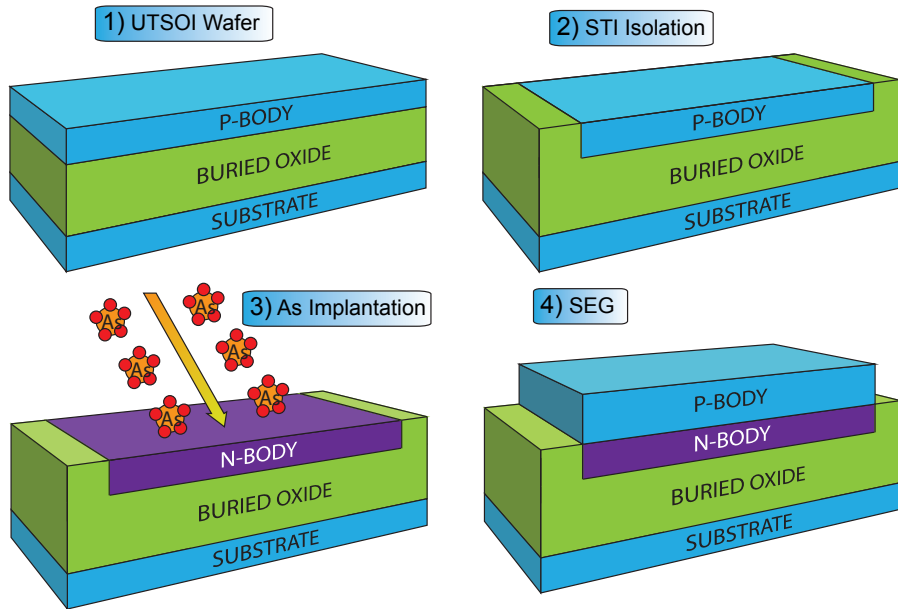 1) UTSOI Wafer
P-BODY
BURIED OXIDE
SUBSTRATE
2) STI Isolation
P-BODY
BURIED OXIDE
SUBSTRATE
3) As Implantation
As
As
As
As
As
As
N-BODY
BURIED OXIDE
SUBSTRATE
4) SEG
P-BODY
N-BODY
BURIED OXIDE
SUBSTRATE